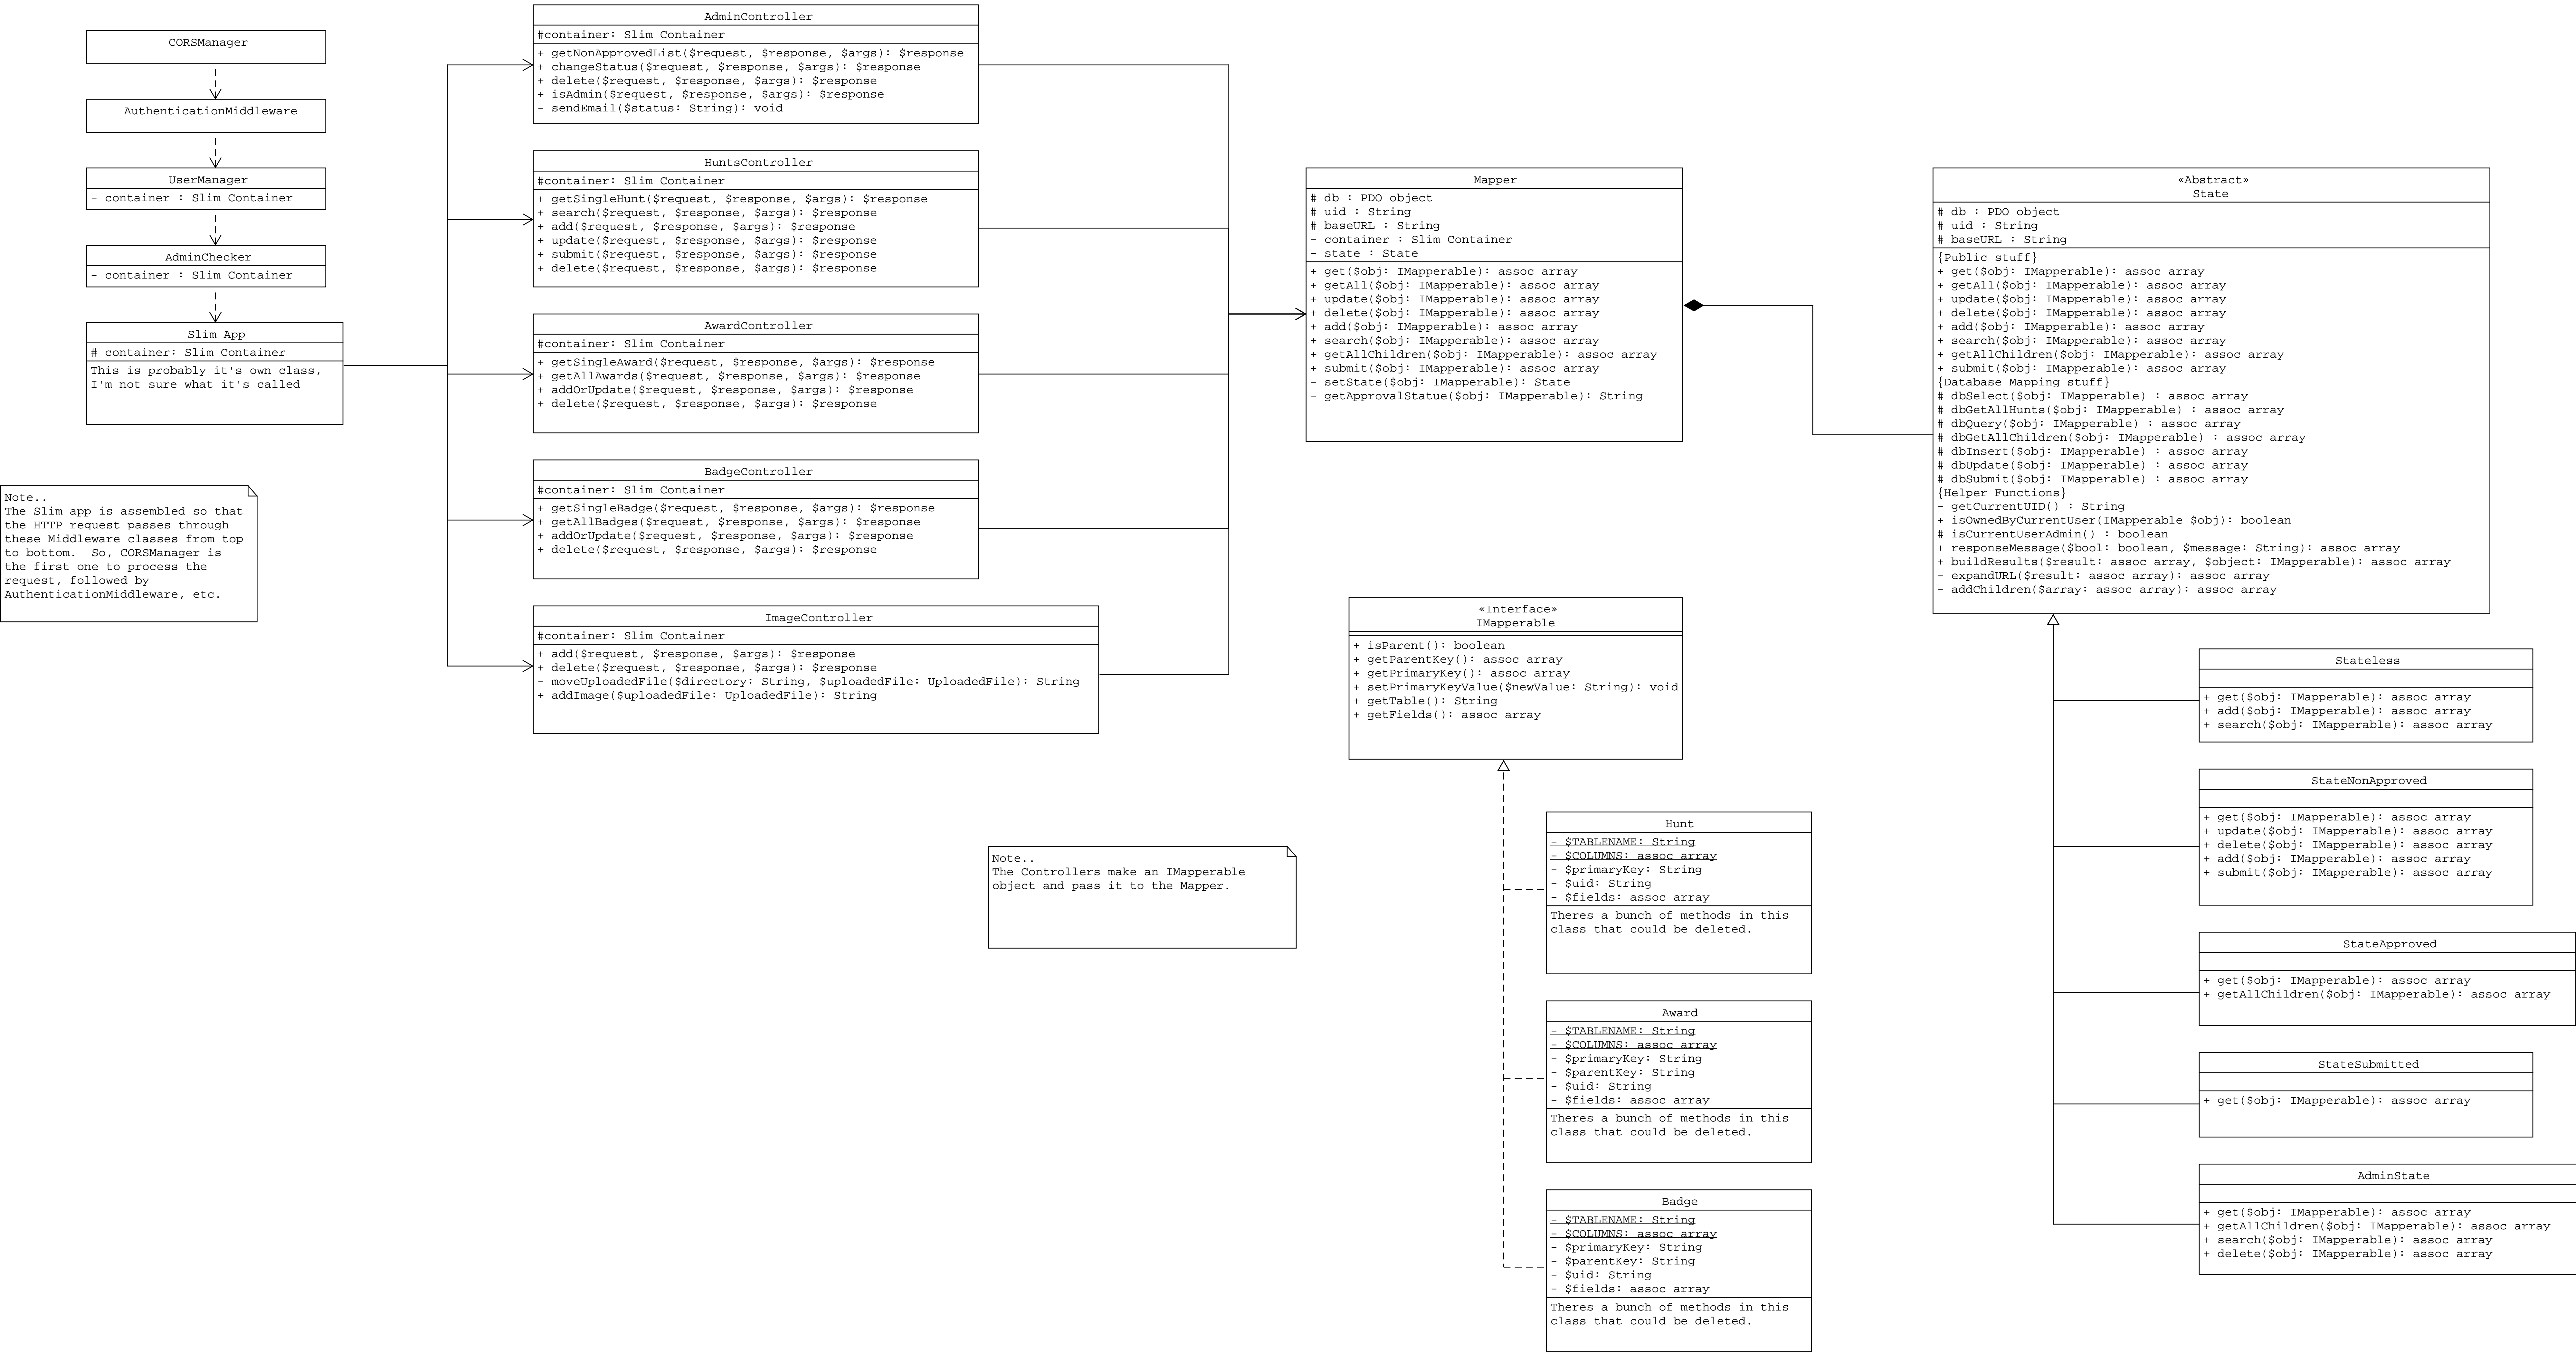 CORSManager
AuthenticationMiddleware
UserManager
- container : Slim Container
AdminChecker
- container : Slim Container
Slim App
# container: Slim Container
This is probably it's own class,
I'm not sure what it's called
Note..
The Slim app is assembled so that
the HTTP request passes through
these Middleware classes from top
to bottom.  So, CORSManager is
the first one to process the
request, followed by
AuthenticationMiddleware, etc.
AdminController
#container: Slim Container
+ getNonApprovedList($request, $response, $args): $response
+ changeStatus($request, $response, $args): $response
+ delete($request, $response, $args): $response
+ isAdmin($request, $response, $args): $response
- sendEmail($status: String): void
HuntsController
#container: Slim Container
+ getSingleHunt($request, $response, $args): $response
+ search($request, $response, $args): $response
+ add($request, $response, $args): $response
+ update($request, $response, $args): $response
+ submit($request, $response, $args): $response
+ delete($request, $response, $args): $response
AwardController
#container: Slim Container
+ getSingleAward($request, $response, $args): $response
+ getAllAwards($request, $response, $args): $response
+ addOrUpdate($request, $response, $args): $response
+ delete($request, $response, $args): $response
BadgeController
#container: Slim Container
+ getSingleBadge($request, $response, $args): $response
+ getAllBadges($request, $response, $args): $response
+ addOrUpdate($request, $response, $args): $response
+ delete($request, $response, $args): $response
ImageController
#container: Slim Container
+ add($request, $response, $args): $response
+ delete($request, $response, $args): $response
- moveUploadedFile($directory: String, $uploadedFile: UploadedFile): String
+ addImage($uploadedFile: UploadedFile): String
Note..
The Controllers make an IMapperable
object and pass it to the Mapper.
Mapper
# db : PDO object
# uid : String
# baseURL : String
- container : Slim Container
- state : State
+ get($obj: IMapperable): assoc array
+ getAll($obj: IMapperable): assoc array
+ update($obj: IMapperable): assoc array
+ delete($obj: IMapperable): assoc array
+ add($obj: IMapperable): assoc array
+ search($obj: IMapperable): assoc array
+ getAllChildren($obj: IMapperable): assoc array
+ submit($obj: IMapperable): assoc array
- setState($obj: IMapperable): State
- getApprovalStatue($obj: IMapperable): String
«Interface»
IMapperable
+ isParent(): boolean
+ getParentKey(): assoc array
+ getPrimaryKey(): assoc array
+ setPrimaryKeyValue($newValue: String): void
+ getTable(): String
+ getFields(): assoc array
Hunt
- $TABLENAME: String
- $COLUMNS: assoc array
- $primaryKey: String
- $uid: String
- $fields: assoc array
Theres a bunch of methods in this
class that could be deleted.
Award
- $TABLENAME: String
- $COLUMNS: assoc array
- $primaryKey: String
- $parentKey: String
- $uid: String
- $fields: assoc array
Theres a bunch of methods in this
class that could be deleted.
Badge
- $TABLENAME: String
- $COLUMNS: assoc array
- $primaryKey: String
- $parentKey: String
- $uid: String
- $fields: assoc array
Theres a bunch of methods in this
class that could be deleted.
«Abstract»
State
# db : PDO object
# uid : String
# baseURL : String
{Public stuff}
+ get($obj: IMapperable): assoc array
+ getAll($obj: IMapperable): assoc array
+ update($obj: IMapperable): assoc array
+ delete($obj: IMapperable): assoc array
+ add($obj: IMapperable): assoc array
+ search($obj: IMapperable): assoc array
+ getAllChildren($obj: IMapperable): assoc array
+ submit($obj: IMapperable): assoc array
{Database Mapping stuff}
# dbSelect($obj: IMapperable) : assoc array
# dbGetAllHunts($obj: IMapperable) : assoc array
# dbQuery($obj: IMapperable) : assoc array
# dbGetAllChildren($obj: IMapperable) : assoc array
# dbInsert($obj: IMapperable) : assoc array
# dbUpdate($obj: IMapperable) : assoc array
# dbSubmit($obj: IMapperable) : assoc array
{Helper Functions}
- getCurrentUID() : String
+ isOwnedByCurrentUser(IMapperable $obj): boolean
# isCurrentUserAdmin() : boolean
+ responseMessage($bool: boolean, $message: String): assoc array
+ buildResults($result: assoc array, $object: IMapperable): assoc array
- expandURL($result: assoc array): assoc array
- addChildren($array: assoc array): assoc array
Stateless
+ get($obj: IMapperable): assoc array
+ add($obj: IMapperable): assoc array
+ search($obj: IMapperable): assoc array
StateNonApproved
+ get($obj: IMapperable): assoc array
+ update($obj: IMapperable): assoc array
+ delete($obj: IMapperable): assoc array
+ add($obj: IMapperable): assoc array
+ submit($obj: IMapperable): assoc array
StateApproved
+ get($obj: IMapperable): assoc array
+ getAllChildren($obj: IMapperable): assoc array
StateSubmitted
+ get($obj: IMapperable): assoc array
AdminState
+ get($obj: IMapperable): assoc array
+ getAllChildren($obj: IMapperable): assoc array
+ search($obj: IMapperable): assoc array
+ delete($obj: IMapperable): assoc array